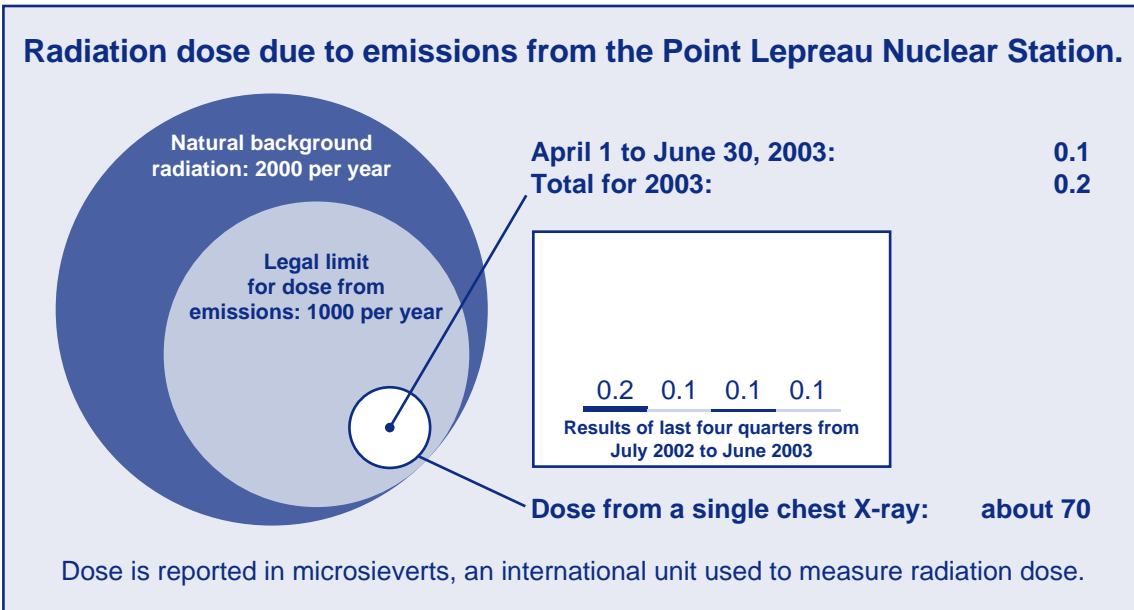 Radiation dose due to emissions from the Point Lepreau Nuclear Station.
Natural background
radiation: 2000 per year
Legal limit
for dose from
emissions: 1000 per year
April 1 to June 30, 2003: 0.1
Total for 2003: 0.2
0.2 0.1 0.1 0.1
Results of last four quarters from
July 2002 to June 2003
Dose from a single chest X-ray: about 70
Dose is reported in microsieverts, an international unit used to measure radiation dose.